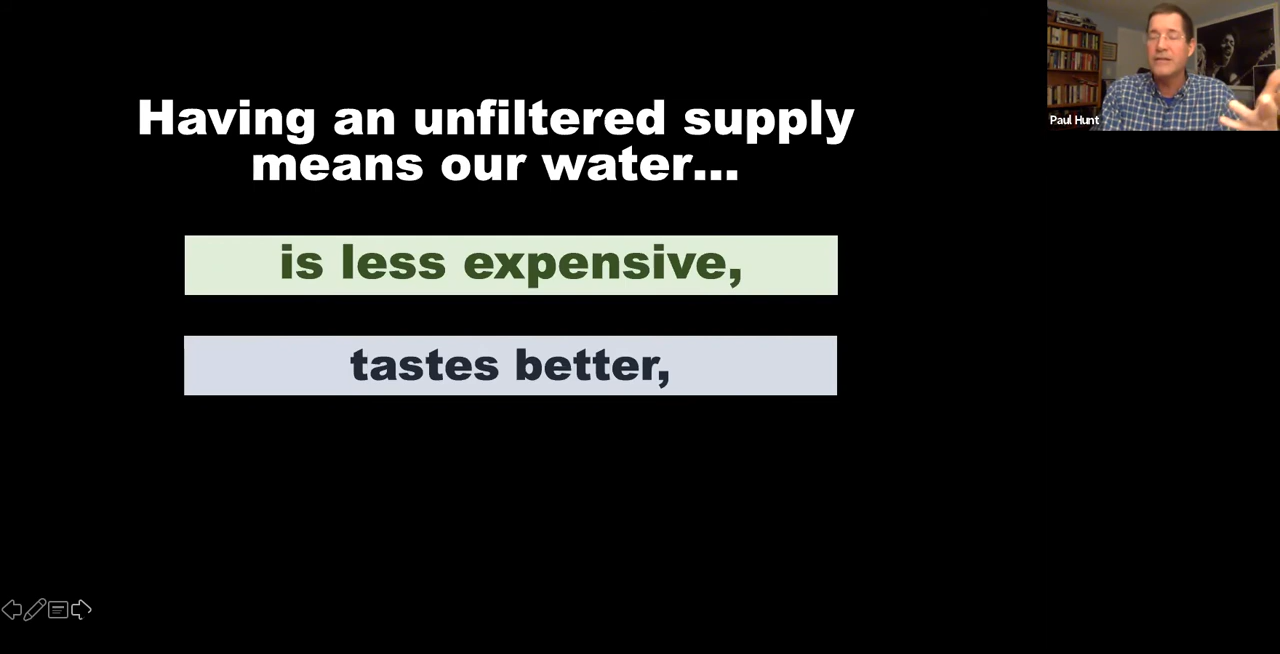 Having an unfiltered supply
means our water...
is less expensive,
tastes better,
Paul Hunt